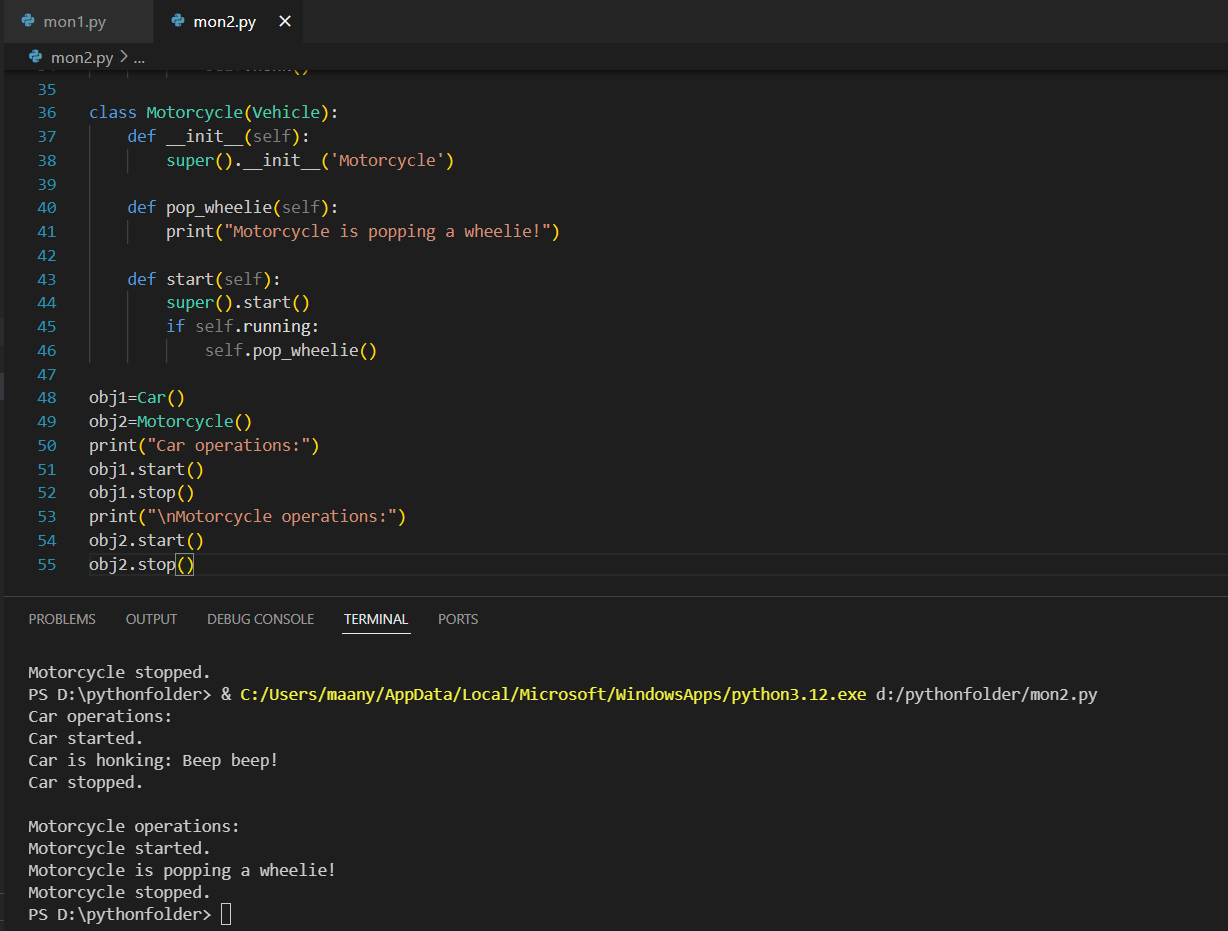 mon1.py
mon2.py ×
mon2.py > ...
35
36 class Motorcycle(Vehicle):
37     def __init__(self):
38         super().__init__('Motorcycle')
39
40     def pop_wheelie(self):
41         print("Motorcycle is popping a wheelie!")
42
43     def start(self):
44         super().start()
45         if self.running:
46             self.pop_wheelie()
47
48 obj1=Car()
49 obj2=Motorcycle()
50 print("Car operations:")
51 obj1.start()
52 obj1.stop()
53 print("\nMotorcycle operations:")
54 obj2.start()
55 obj2.stop()
PROBLEMS OUTPUT DEBUG CONSOLE TERMINAL PORTS
Motorcycle stopped.
PS D:\pythonfolder> & C:/Users/maany/AppData/Local/Microsoft/WindowsApps/python3.12.exe d:/pythonfolder/mon2.py
Car operations:
Car started.
Car is honking: Beep beep!
Car stopped.
Motorcycle operations:
Motorcycle started.
Motorcycle is popping a wheelie!
Motorcycle stopped.
PS D:\pythonfolder>